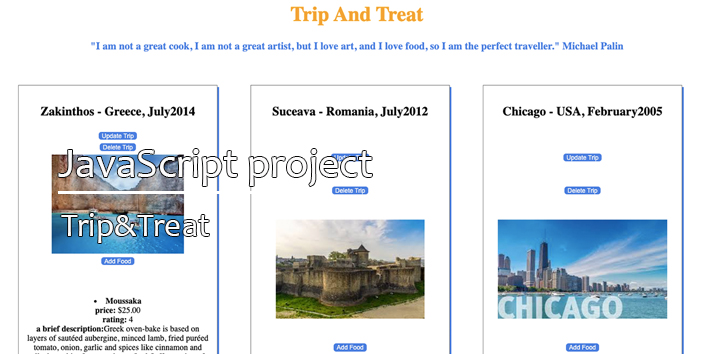 Trip And Treat
"I am not a great cook, I am not a great artist, but I love art, and I love food, so I am the perfect traveller." Michael Palin
Zakinthos - Greece, July2014
Update Trip
Delete Trip
Add Food
Moussaka
price: $25.00
rating: 4
a brief description:Greek oven-bake is based on
layers of sautéed aubergine, minced lamb, fried puréed
tomato, onion, garlic and spices like cinnamon and
Suceava - Romania, July2012
Delete Trip
Add Food
Chicago - USA, February2005
Update Trip
Delete Trip
CHICAGO
Add Food
JavaScript project
Trip&Treat